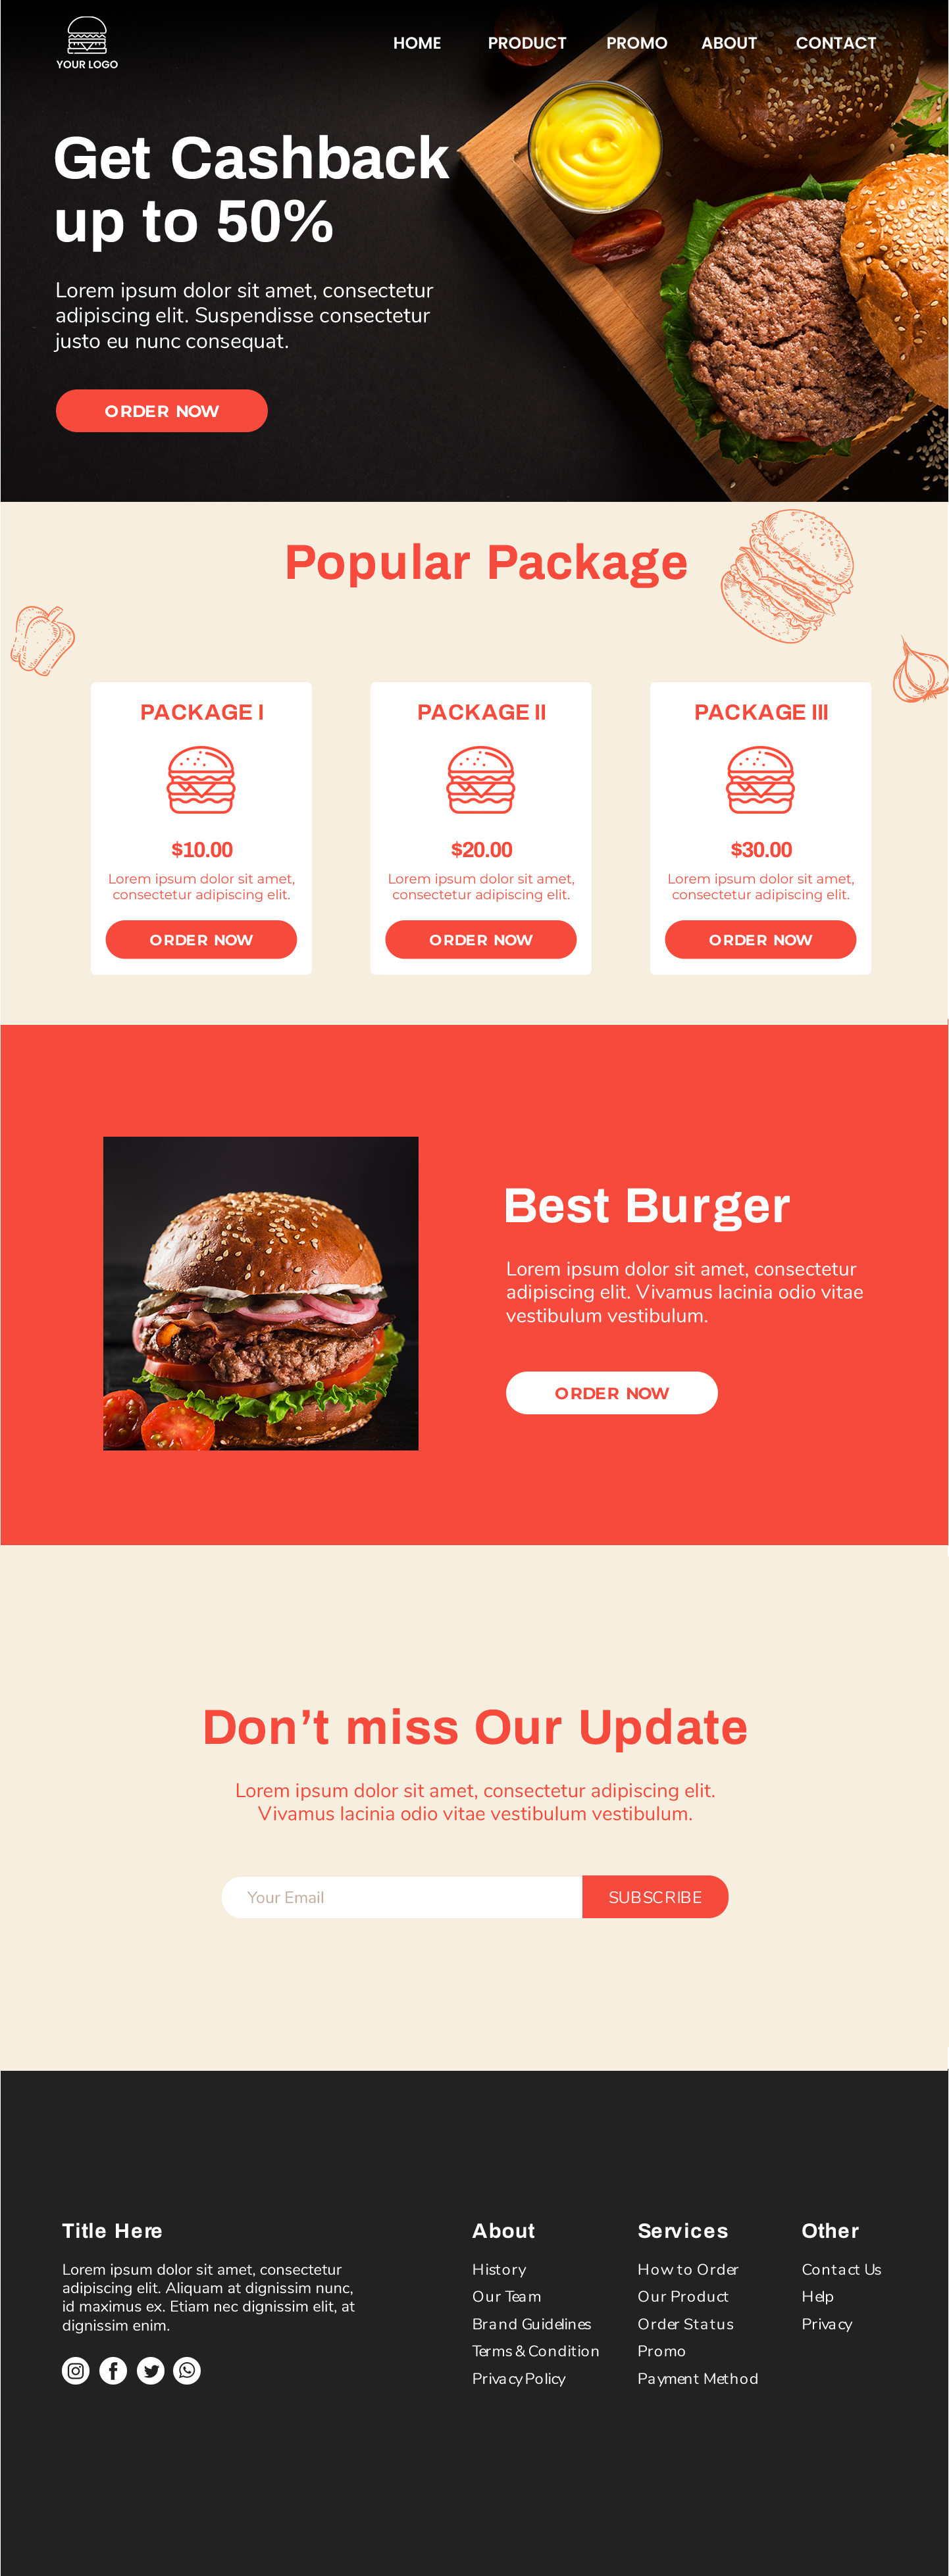 YOUR LOGO
HOME PRODUCT PROMO ABOUT CONTACT
Get Cashback
up to 50%
Lorem ipsum dolor sit amet, consectetur
adipiscing elit. Suspendisse consectetur
justo eu nunc consequat.
ORDER NOW
Popular Package
PACKAGE I
$10.00
Lorem ipsum dolor sit amet,
consectetur adipiscing elit.
ORDER NOW
PACKAGE II
$20.00
Lorem ipsum dolor sit amet,
consectetur adipiscing elit.
ORDER NOW
PACKAGE III
$30.00
Lorem ipsum dolor sit amet,
consectetur adipiscing elit.
ORDER NOW
Best Burger
Lorem ipsum dolor sit amet, consectetur
adipiscing elit. Vivamus lacinia odio vitae
vestibulum vestibulum.
ORDER NOW
Don’t miss Our Update
Lorem ipsum dolor sit amet, consectetur adipiscing elit.
Vivamus lacinia odio vitae vestibulum vestibulum.
Your Email
SUBSCRIBE
Title Here
Lorem ipsum dolor sit amet, consectetur
adipiscing elit. Aliquam at dignissim nunc,
id maximus ex. Etiam nec dignissim elit, at
dignissim enim.
About
History
Our Team
Brand Guidelines
Terms & Condition
Privacy Policy
Services
How to Order
Our Product
Order Status
Promo
Payment Method
Other
Contact Us
Help
Privacy